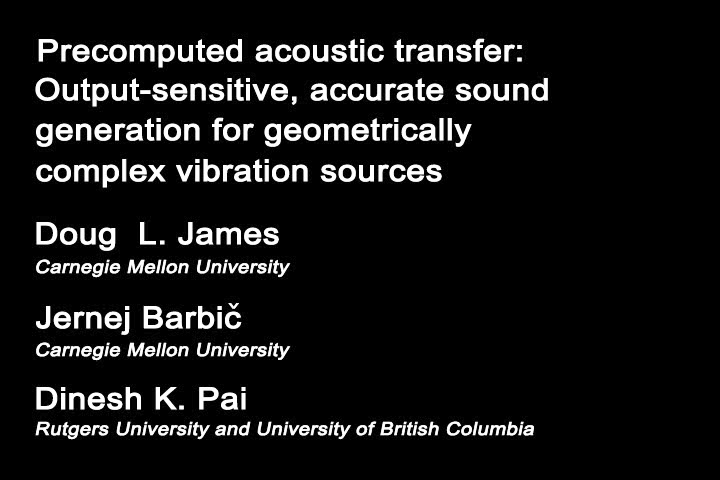 Precomputed acoustic transfer:
Output-sensitive, accurate sound
generation for geometrically
complex vibration sources
Doug L. James
Carnegie Mellon University
Jernej Barbič
Carnegie Mellon University
Dinesh K. Pai
Rutgers University and University of British Columbia